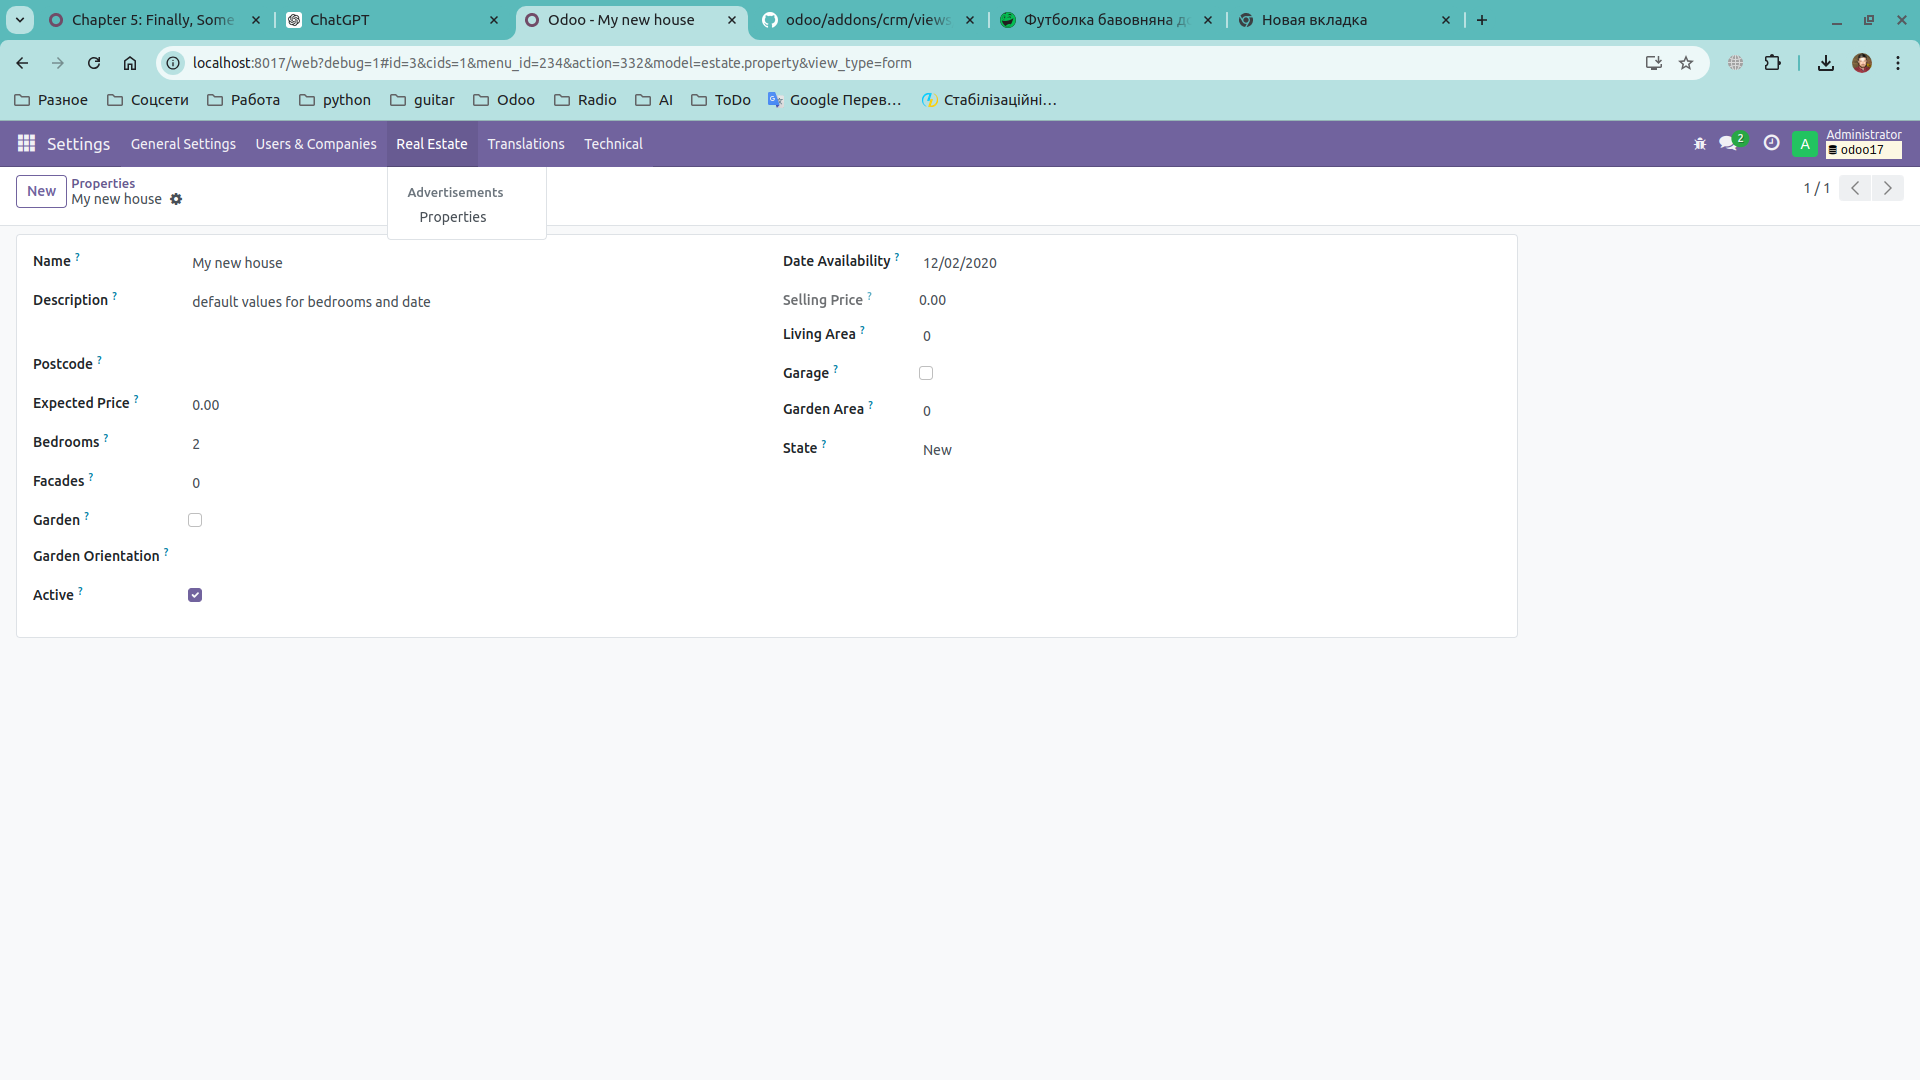 Chapter 5: Finally, Some
ChatGPT
Odoo - My new house
odoo/addons/crm/views
Футболка бавовняна д
Новая вкладка
localhost:8017/web?debug=1#id=3&cids=1&menu_id=234&action=332&model=estate.property&view_type=form
Разное
Соцсети
Работа
python
guitar
Odoo
Radio
AI
ToDo
Google Перев...
Стабілізаційні...
Settings
General Settings
Users & Companies
Real Estate
Translations
Technical
2
A
Administrator
odoo17
New
Properties
My new house
Advertisements
Properties
1 / 1
Name ?
My new house
Description ?
default values for bedrooms and date
Postcode ?
Expected Price ?
0.00
Bedrooms ?
2
Facades ?
0
Garden ?
Garden Orientation ?
Active ?
Date Availability ?
12/02/2020
Selling Price ?
0.00
Living Area ?
0
Garage ?
Garden Area ?
0
State ?
New